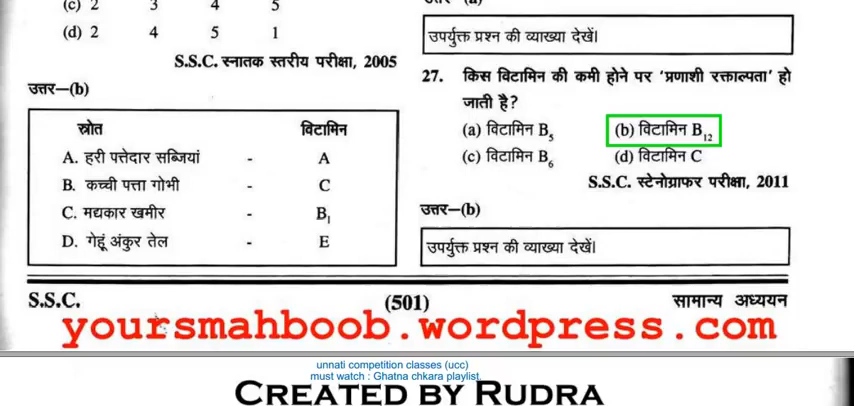 (c) 2 3 4 5
(d) 2 4 5 1
S.S.C. स्नातक स्तरीय परीक्षा, 2005
उत्तर—(b)
स्रोत विटामिन
A. हरी पत्तेदार सब्जियां - A
B. कच्ची पत्ता गोभी - C
C. मद्यकार खमीर - B₁
D. गेहूं अंकुर तेल - E
उत्तर—(a)
उपर्युक्त प्रश्न की व्याख्या देखें।
27. किस विटामिन की कमी होने पर ‘प्रणाशी रक्ताल्पता’ हो
जाती है?
(a) विटामिन B₅ (b) विटामिन B₁₂
(c) विटामिन B₆ (d) विटामिन C
S.S.C. स्टेनोग्राफर परीक्षा, 2011
उत्तर—(b)
उपर्युक्त प्रश्न की व्याख्या देखें।
S.S.C. (501) सामान्य अध्ययन
yoursmahboob.wordpress.com
unnati competition classes (ucc)
must watch : Ghatna chkara playlist.
CREATED BY RUDRA